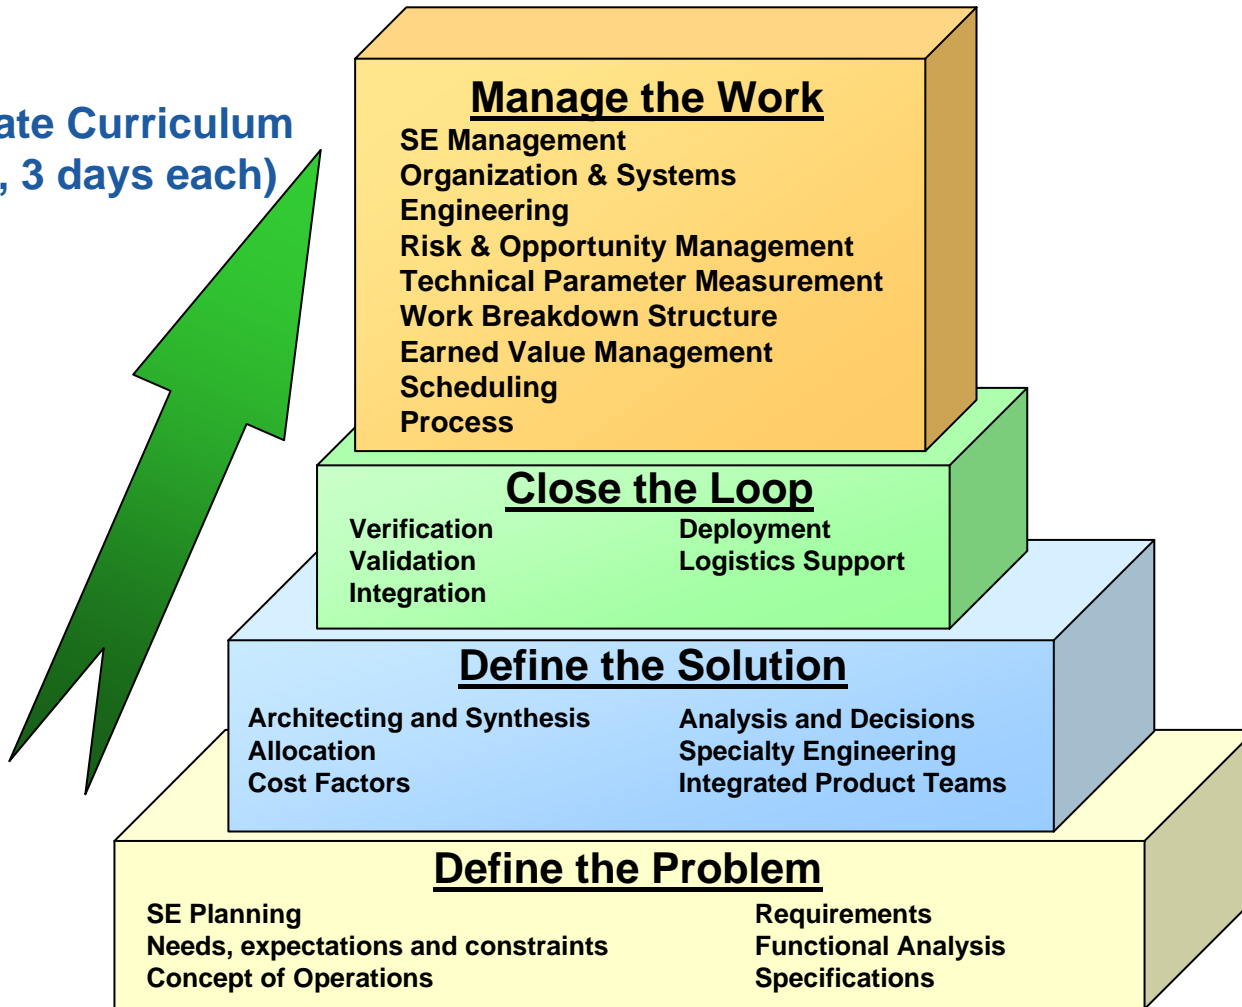 Manage the Work
SE Management
Organization & Systems
Engineering
Risk & Opportunity Management
Technical Parameter Measurement
Work Breakdown Structure
Earned Value Management
Scheduling
Process
ate Curriculum
, 3 days each)
Close the Loop
Verification
Validation
Integration
Deployment
Logistics Support
Define the Solution
Architecting and Synthesis
Allocation
Cost Factors
Analysis and Decisions
Specialty Engineering
Integrated Product Teams
Define the Problem
SE Planning
Needs, expectations and constraints
Concept of Operations
Requirements
Functional Analysis
Specifications